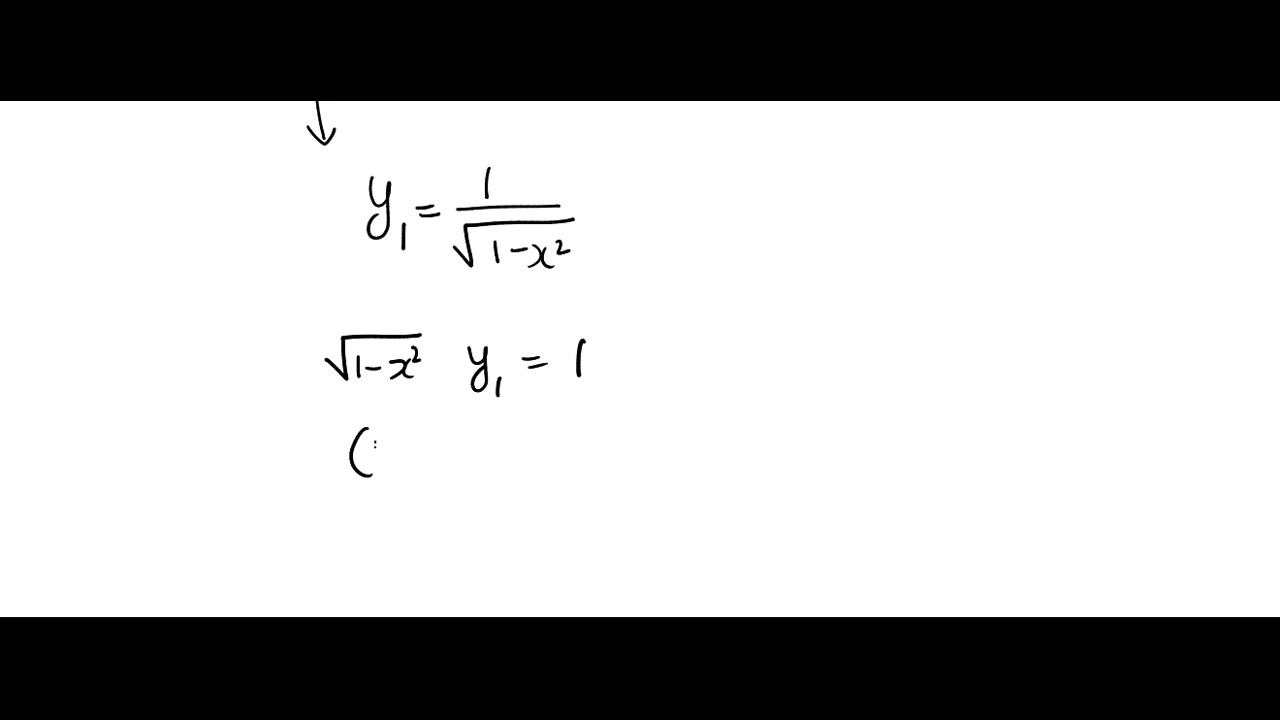 y₁ = 1/√(1-x²)
√(1-x²) y₁ = 1
(